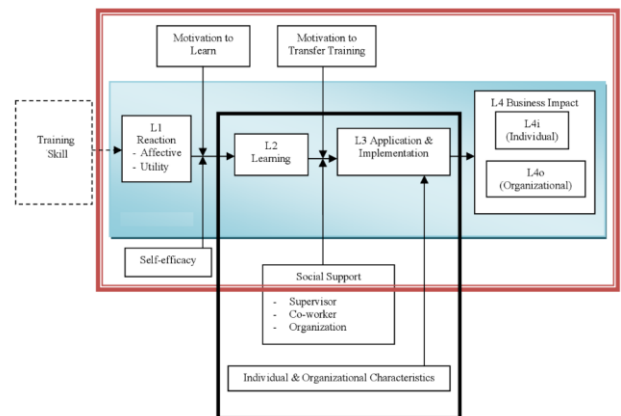 Motivation to
Learn
Motivation to
Transfer Training
Training
Skill
L1
Reaction
- Affective
- Utility
L2
Learning
L3 Application &
Implementation
L4 Business Impact
L4i
(Individual)
L4o
(Organizational)
Self-efficacy
Social Support
- Supervisor
- Co-worker
- Organization
Individual & Organizational Characteristics